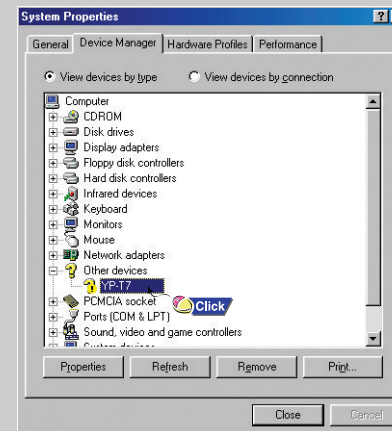 System Properties
General Device Manager Hardware Profiles Performance
View devices by type View devices by connection
Computer
CDROM
Disk drives
Display adapters
Floppy disk controllers
Hard disk controllers
Infrared devices
Keyboard
Monitors
Mouse
Network adapters
Other devices
YP-T7
PCMCIA socket
Click
Ports (COM & LPT)
Sound, video and game controllers
System devices
Properties Refresh Remove Print...
Close Cancel